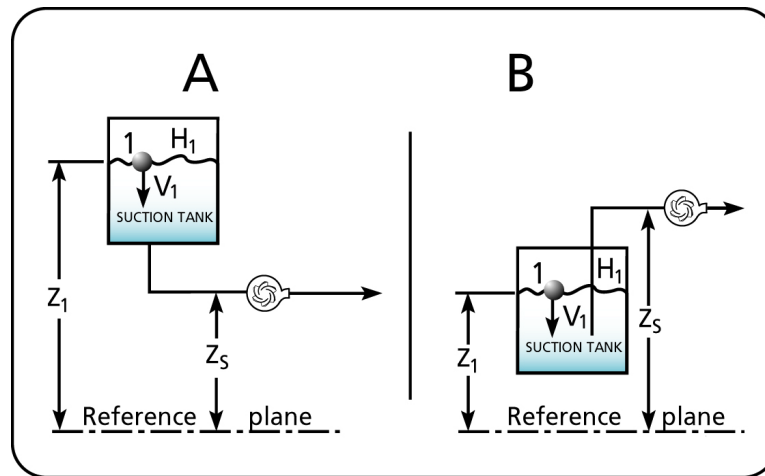 A
1 H₁
V₁
SUCTION TANK
Z₁
Zₛ
Reference plane
B
1 H₁
V₁
SUCTION TANK
Z₁
Zₛ
Reference plane